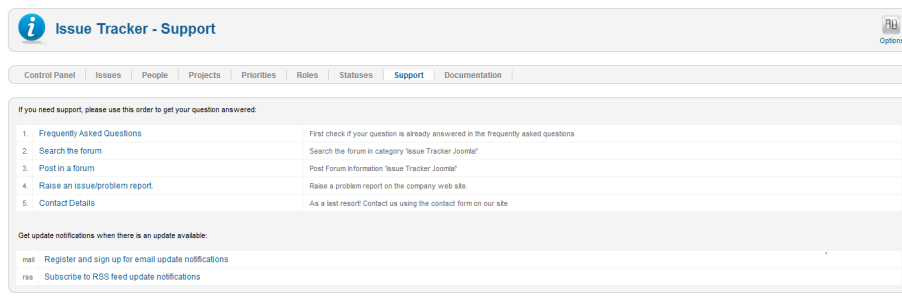 Issue Tracker - Support
Options
Control Panel Issues People Projects Priorities Roles Statuses Support Documentation
If you need support, please use this order to get your question answered:
1. Frequently Asked Questions First check if your question is already answered in the frequently asked questions
2. Search the forum Search the forum in category 'Issue Tracker Joomla!'
3. Post in a forum Post Forum Information 'Issue Tracker Joomla!'
4. Raise an issue/problem report. Raise a problem report on the company web site.
5. Contact Details As a last resort! Contact us using the contact form on our site
Get update notifications when there is an update available:
mail Register and sign up for email update notifications
rss Subscribe to RSS feed update notifications